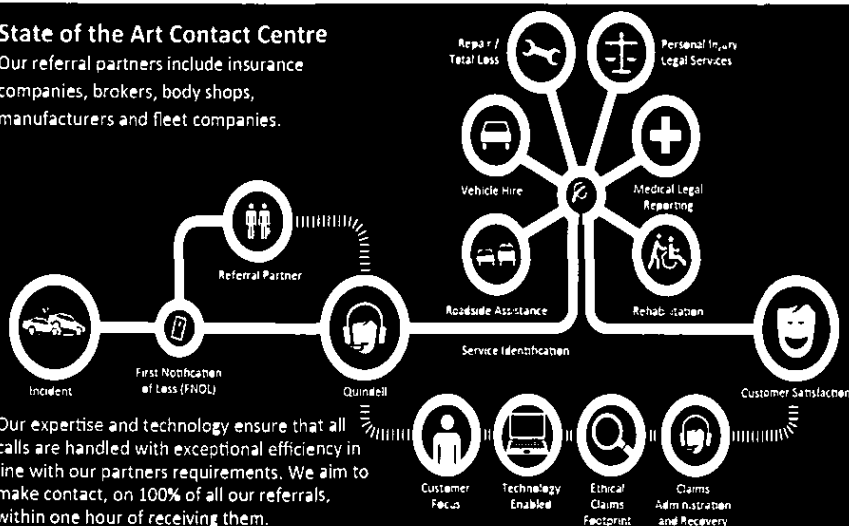 State of the Art Contact Centre
Our referral partners include insurance
companies, brokers, body shops,
manufacturers and fleet companies.
Repair /
Total Loss
Personal Injury
Legal Services
Vehicle Hire
Medical Legal
Reporting
Referral Partner
Roadside Assistance
Rehabilitation
Service Identification
Incident
First Notification
of Loss (FNOL)
Quindell
Customer Satisfaction
Our expertise and technology ensure that all
calls are handled with exceptional efficiency in
line with our partners requirements. We aim to
make contact, on 100% of all our referrals,
within one hour of receiving them.
Customer
Focus
Technology
Enabled
Ethical
Claims
Footprint
Claims
Administration
and Recovery